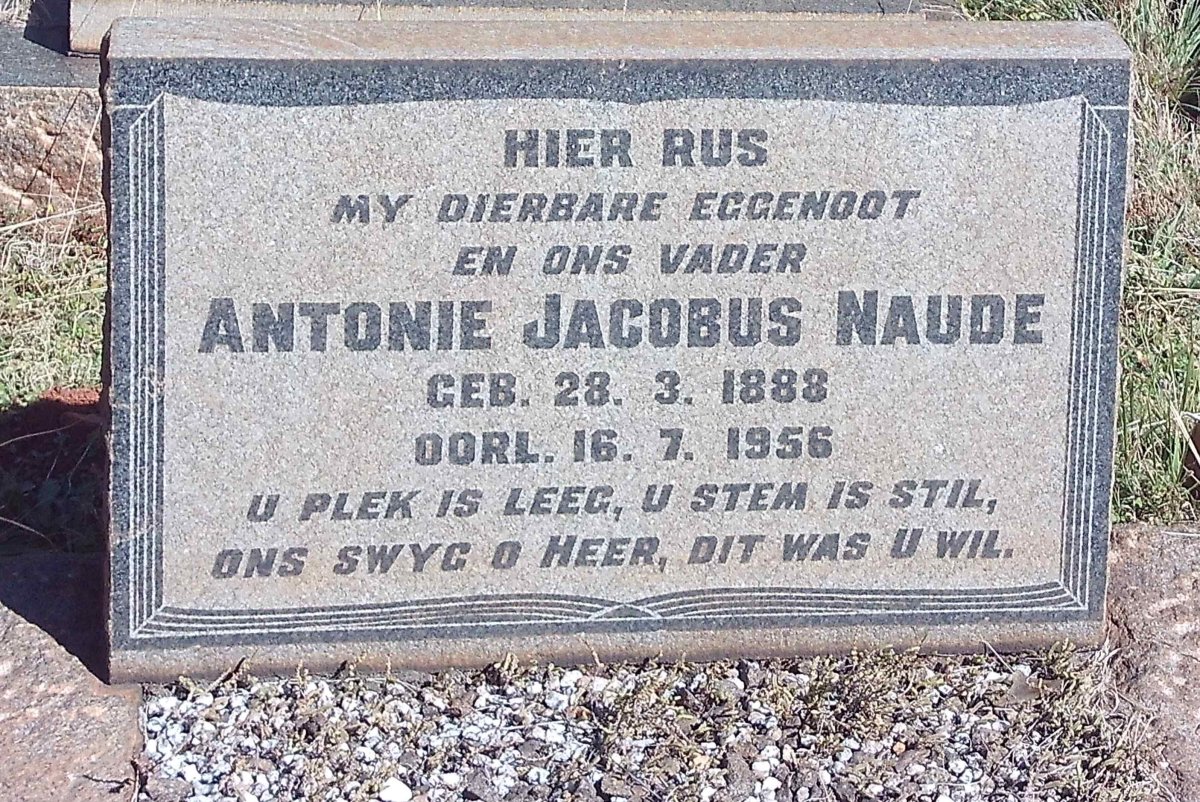 HIER RUS
MY DIERBARE EGGENOOT
EN ONS VADER
ANTONIE JACOBUS NAUDE
GEB. 28. 3. 1888
OORL. 16. 7. 1956
U PLEK IS LEEG, U STEM IS STIL,
ONS SWYG O HEER, DIT WAS U WIL.